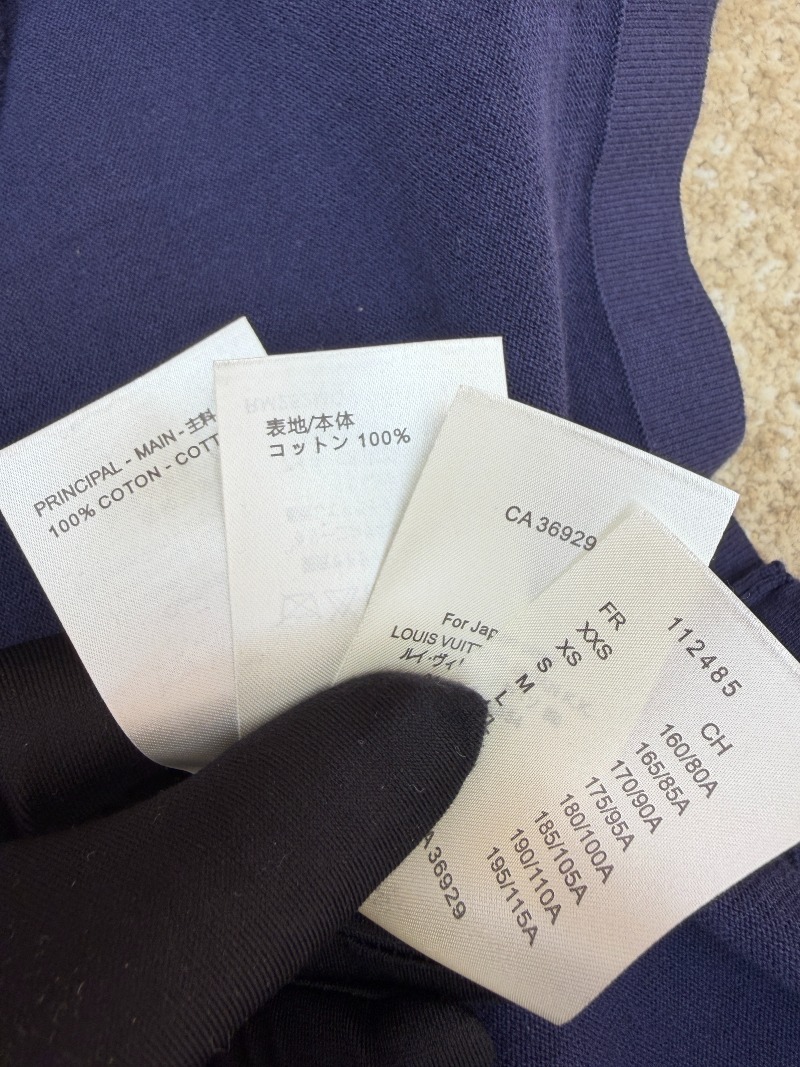 PRINCIPAL - MAIN - 主料
100% COTON - COTT
表地/本体
コットン 100%
CA 36929
For Jap
LOUIS VUIT
ルイ・ヴィ
112485
FR CH
XXS 160/80A
XS 165/85A
S 170/90A
M 175/95A
L 180/100A
185/105A
190/110A
195/115A
A 36929